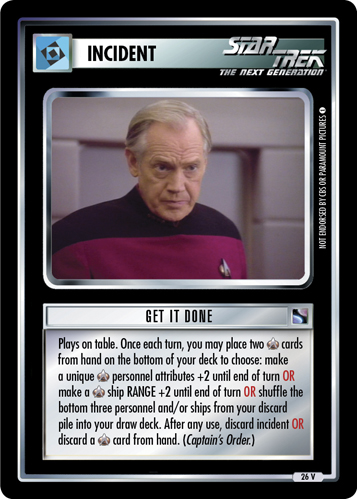 INCIDENT
STAR TREK
THE NEXT GENERATION
NOT ENDORSED BY CBS OR PARAMOUNT PICTURES
GET IT DONE
Plays on table. Once each turn, you may place two cards
from hand on the bottom of your deck to choose: make
a unique personnel attributes +2 until end of turn OR
make a ship RANGE +2 until end of turn OR shuffle the
bottom three personnel and/or ships from your discard
pile into your draw deck. After any use, discard incident OR
discard a card from hand. (Captain's Order.)
26 V